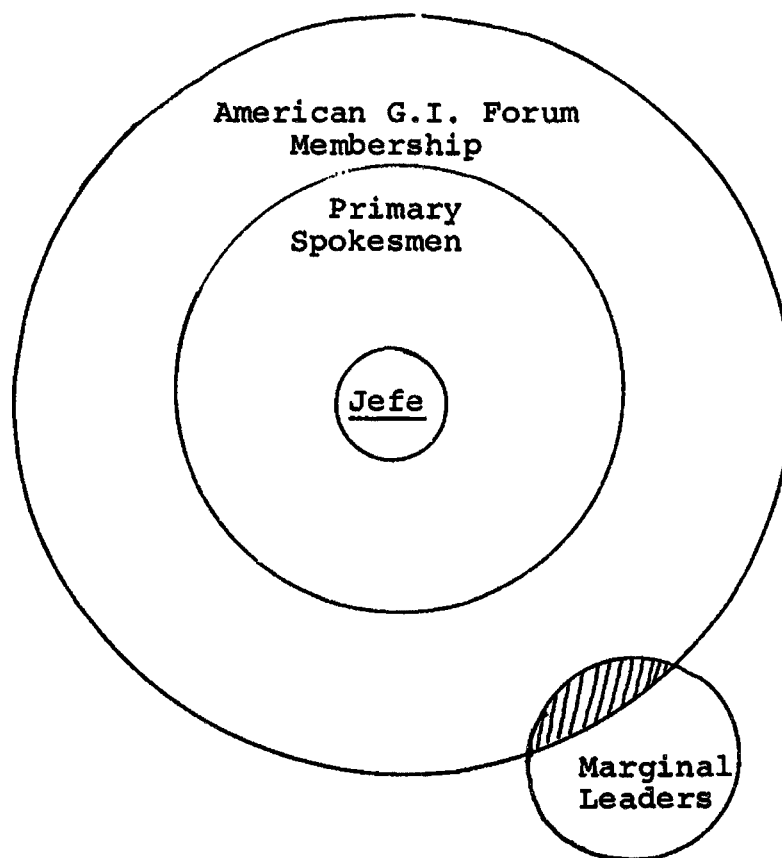 American G.I. Forum
Membership
Primary
Spokesmen
Jefe
Marginal
Leaders